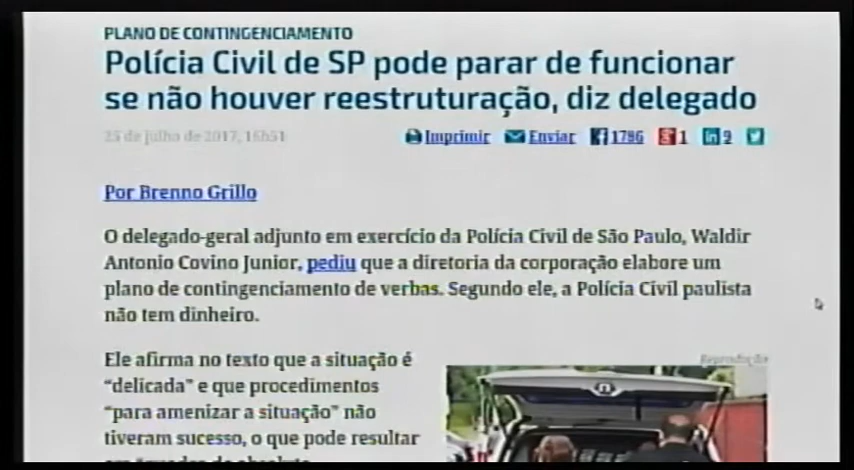 PLANO DE CONTINGENCIAMENTO
Polícia Civil de SP pode parar de funcionar
se não houver reestruturação, diz delegado
25 de julho de 2017, 16h51
Imprimir Enviar 1786 1 9
Por Brenno Grillo
O delegado-geral adjunto em exercício da Polícia Civil de São Paulo, Waldir
Antonio Covino Junior, pediu que a diretoria da corporação elabore um
plano de contingenciamento de verbas. Segundo ele, a Polícia Civil paulista
não tem dinheiro.
Reprodução
Ele afirma no texto que a situação é
“delicada” e que procedimentos
“para amenizar a situação” não
tiveram sucesso, o que pode resultar